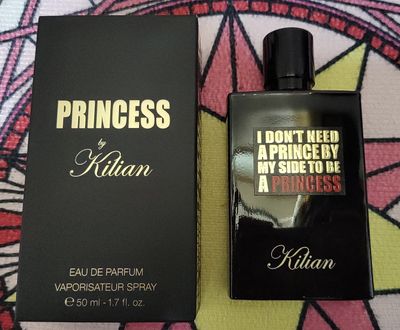 PRINCESS
by
Kilian
EAU DE PARFUM
VAPORISATEUR SPRAY
℮ 50 ml - 1.7 fl. oz.
I DON'T NEED
A PRINCE BY
MY SIDE TO BE
A PRINCESS
Kilian